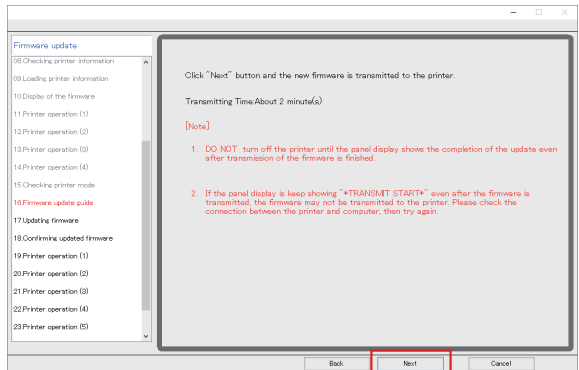 Firmware update
08.Checking printer information
09.Loading printer information
10.Display of the firmware
11.Printer operation (1)
12.Printer operation (2)
13.Printer operation (3)
14.Printer operation (4)
15.Checking printer mode
16.Firmware update guide
17.Updating firmware
18.Confirming updated firmware
19.Printer operation (1)
20.Printer operation (2)
21.Printer operation (3)
22.Printer operation (4)
23.Printer operation (5)
Click "Next" button and the new firmware is transmitted to the printer.
Transmitting Time:About 2 minute(s)
[Note]
1. DO NOT turn off the printer until the panel display shows the completion of the update even
after transmission of the firmware is finished.
2. If the panel display is keep showing "*TRANSMIT START*" even after the firmware is
transmitted, the firmware may not be transmitted to the printer. Please check the
connection between the printer and computer, then try again.
Back
Next
Cancel